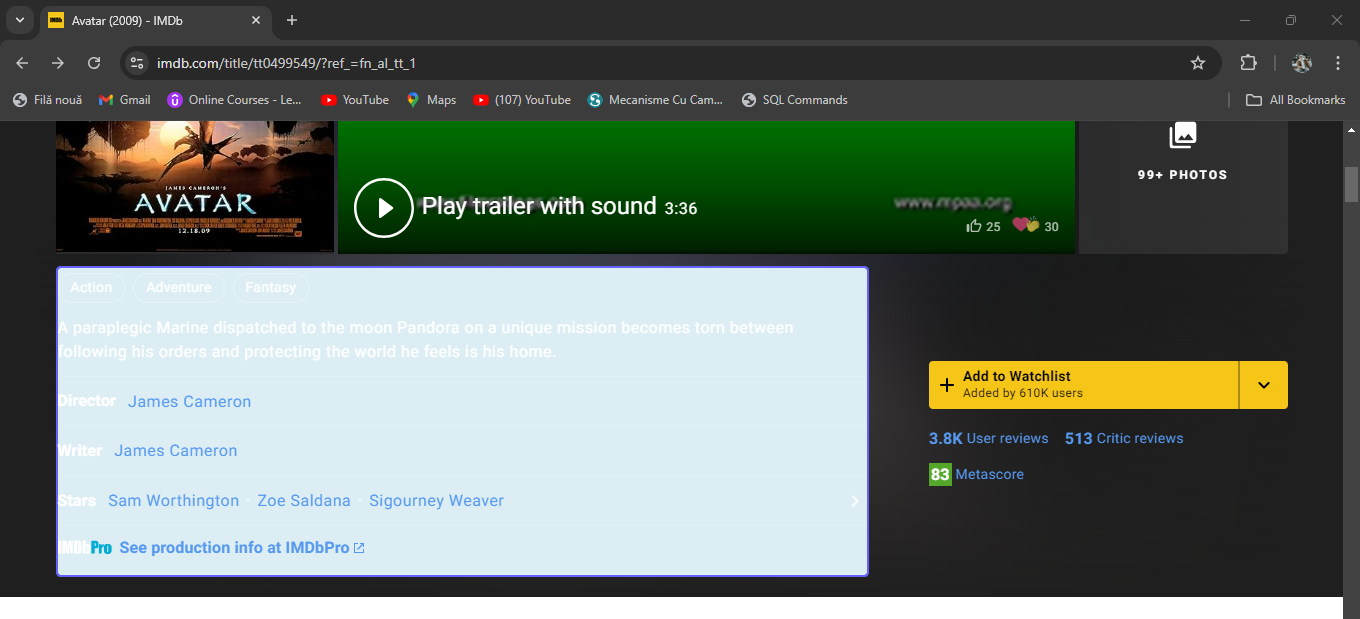 IMDb Avatar (2009) - IMDb
imdb.com/title/tt0499549/?ref_=fn_al_tt_1
Filă nouă Gmail Online Courses - Le... YouTube Maps (107) YouTube Mecanisme Cu Cam... SQL Commands All Bookmarks
99+ PHOTOS
JAMES CAMERON'S
AVATAR
12.18.09
Play trailer with sound 3:36
www.mpaa.org
25 30
Action Adventure Fantasy
A paraplegic Marine dispatched to the moon Pandora on a unique mission becomes torn between
following his orders and protecting the world he feels is his home.
Director James Cameron
Writer James Cameron
Stars Sam Worthington · Zoe Saldana · Sigourney Weaver
IMDbPro See production info at IMDbPro
Add to Watchlist
Added by 610K users
3.8K User reviews 513 Critic reviews
83 Metascore